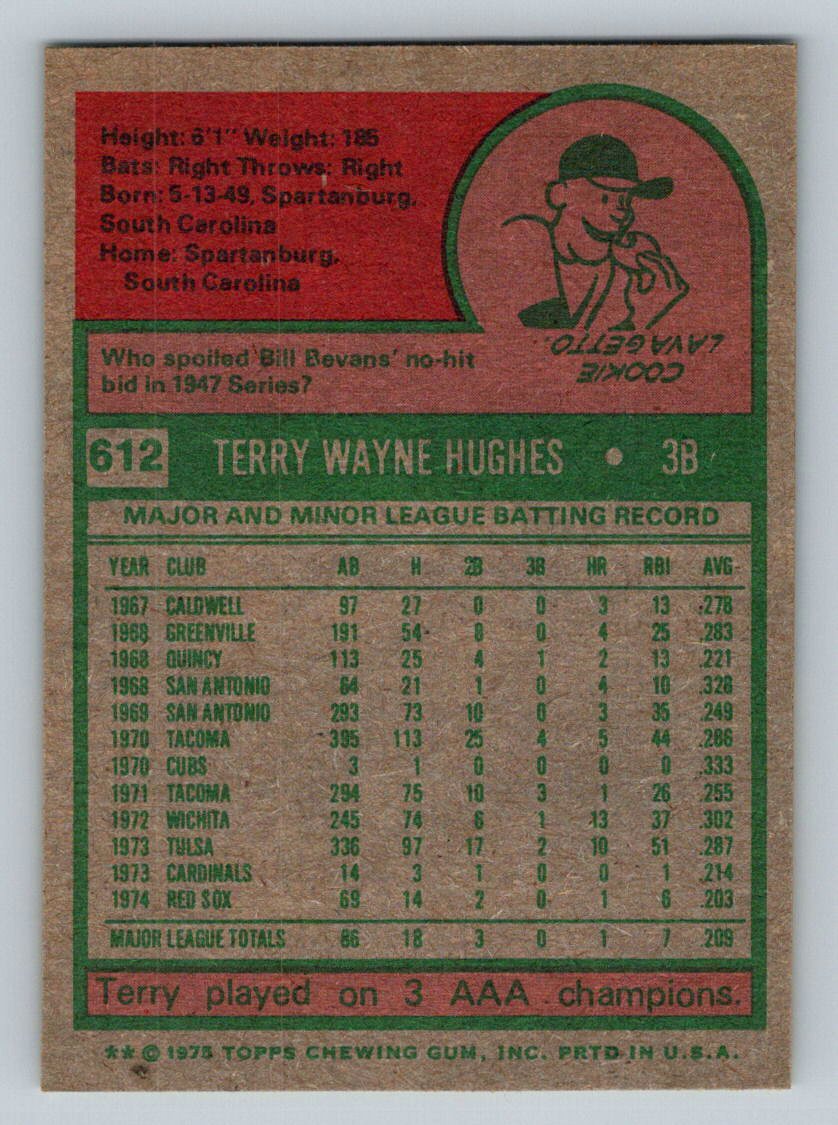 Height: 6'1" Weight: 185
Bats: Right Throws: Right
Born: 5-13-49, Spartanburg,
South Carolina
Home: Spartanburg,
South Carolina
Who spoiled Bill Bevans' no-hit
bid in 1947 Series?
COOKIE
LAVAGETTO..
612 TERRY WAYNE HUGHES • 3B
MAJOR AND MINOR LEAGUE BATTING RECORD
YEAR CLUB AB H 2B 3B HR RBI AVG
1967 CALDWELL 97 27 0 0 3 13 .278
1968 GREENVILLE 191 54 8 0 4 25 .283
1968 QUINCY 113 25 4 1 2 13 .221
1968 SAN ANTONIO 64 21 1 0 4 10 .328
1969 SAN ANTONIO 293 73 10 0 3 35 .249
1970 TACOMA 395 113 25 4 5 44 .286
1970 CUBS 3 1 0 0 0 0 .333
1971 TACOMA 294 75 10 3 1 26 .255
1972 WICHITA 245 74 6 1 13 37 .302
1973 TULSA 336 97 17 2 10 51 .287
1973 CARDINALS 14 3 1 0 0 1 .214
1974 RED SOX 69 14 2 0 1 6 .203
MAJOR LEAGUE TOTALS 86 18 3 0 1 7 .209
Terry played on 3 AAA champions.
** © 1975 TOPPS CHEWING GUM, INC. PRTD IN U.S.A.